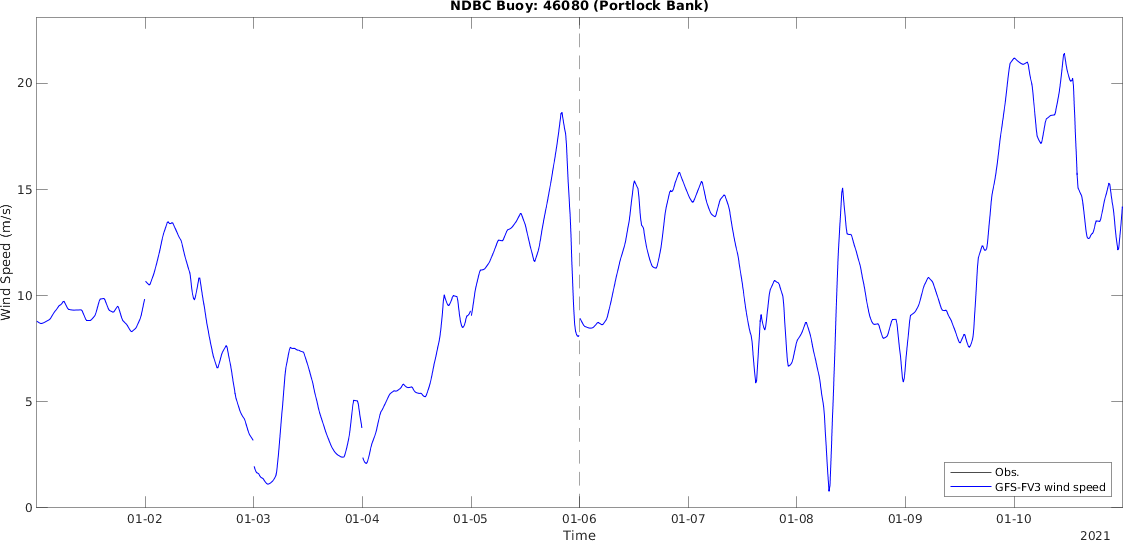 NDBC Buoy: 46080 (Portlock Bank)
Wind Speed (m/s)
20
15
10
5
0
01-02 01-03 01-04 01-05 01-06 01-07 01-08 01-09 01-10
Time
2021
Obs.
GFS-FV3 wind speed